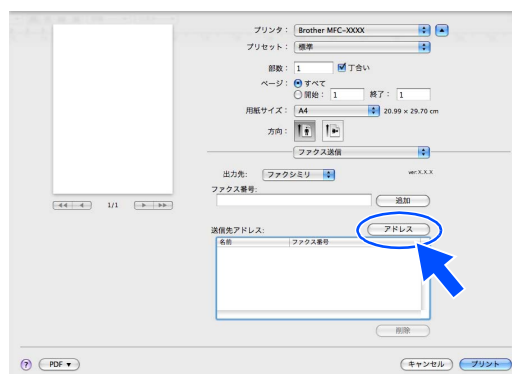 プリンタ： Brother MFC-XXXX
プリセット： 標準
部数： 1 丁合い
ページ： すべて
開始： 1 終了： 1
用紙サイズ： A4 20.99 × 29.70 cm
方向：
ファクス送信
出力先： ファクシミリ ver.X.X.X
ファクス番号:
追加
1/1
送信先アドレス: アドレス
名前 ファクス番号
削除
? PDF ▼ キャンセル プリント